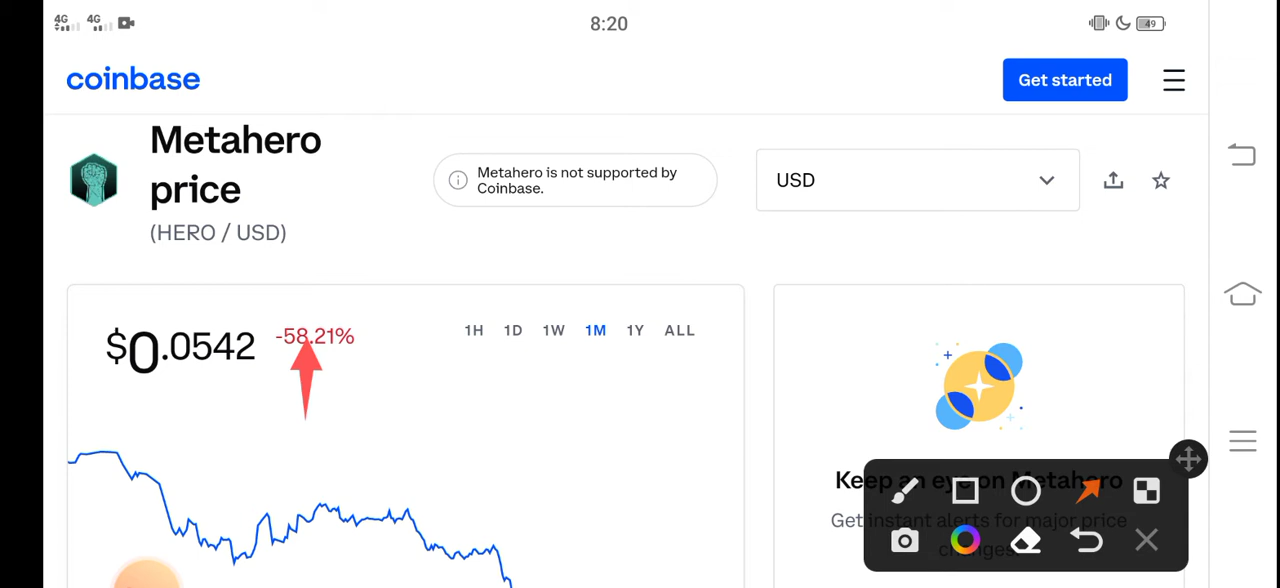 4G 4G 8:20 49
coinbase
Get started
Metahero
price
(HERO / USD)
Metahero is not supported by
Coinbase.
USD
$0.0542 -58.21%
1H 1D 1W 1M 1Y ALL
Keep an eye on Metahero
Get instant alerts for major price
changes.